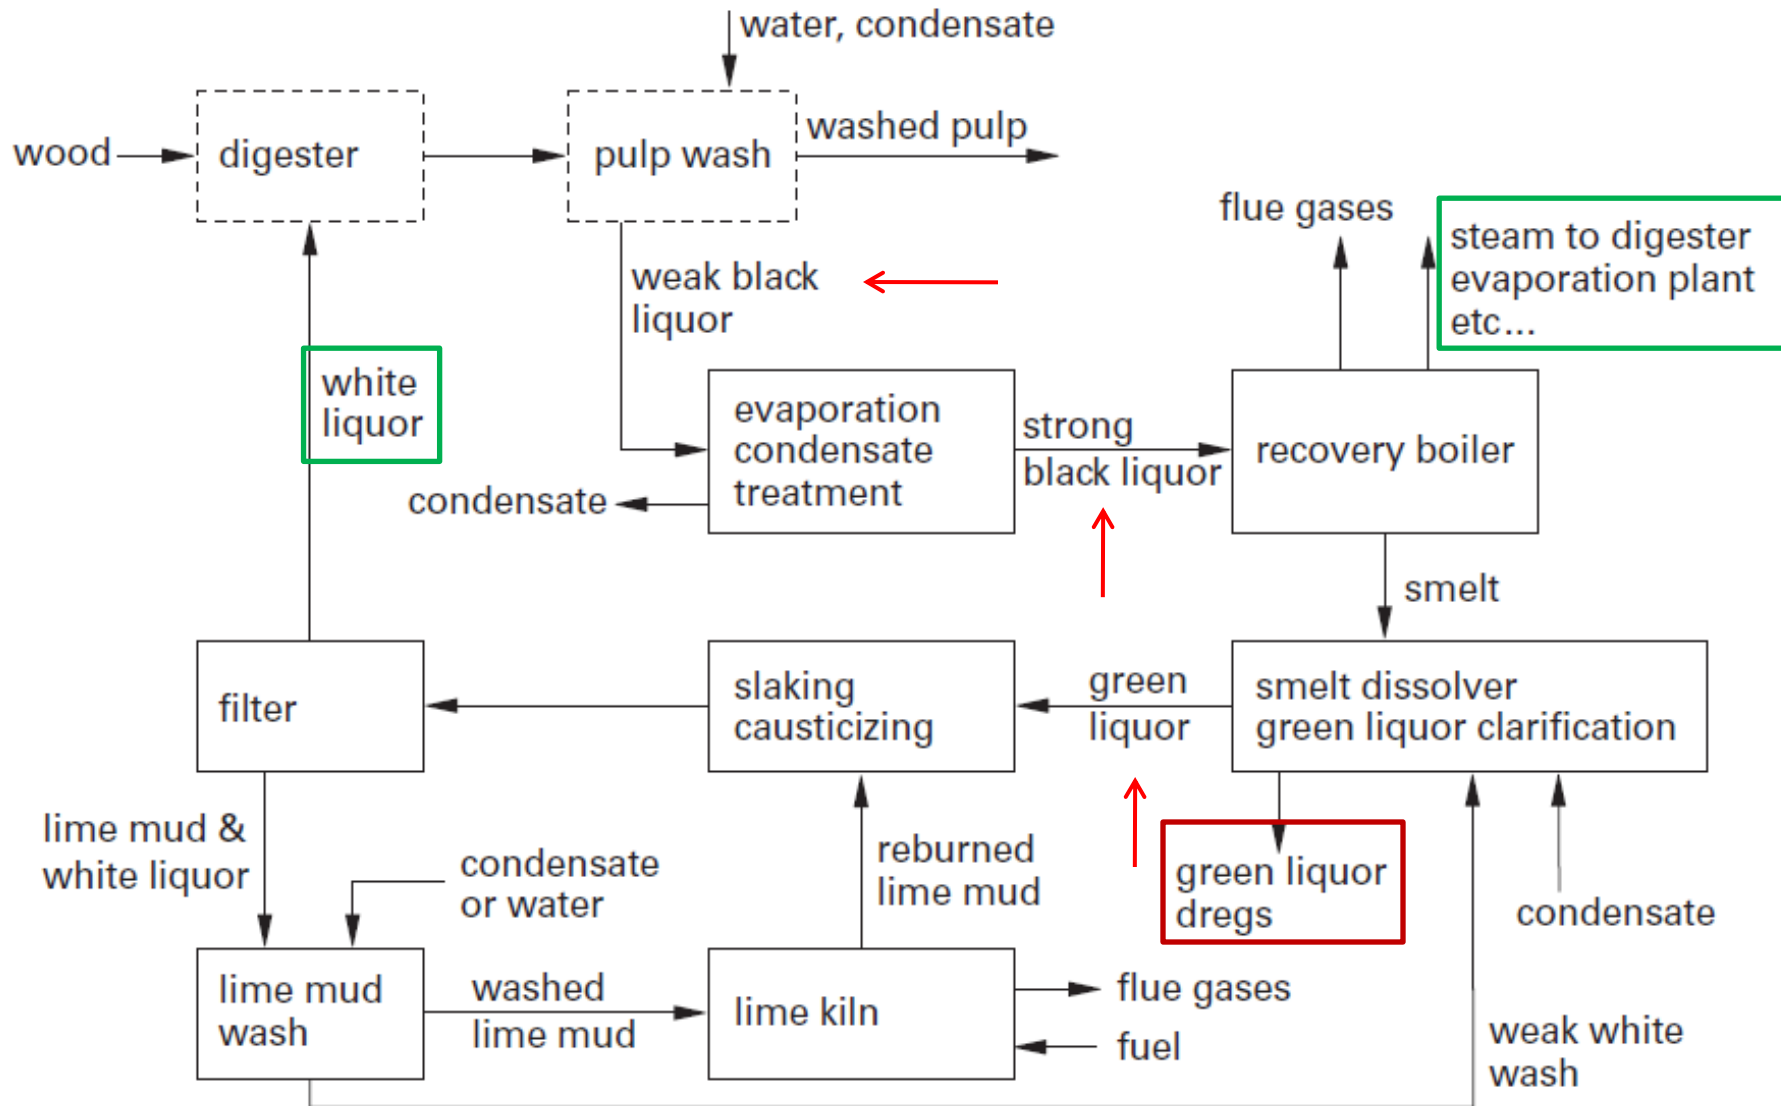 water, condensate
wood
digester
pulp wash
washed pulp
flue gases
steam to digester
evaporation plant
etc...
weak black
liquor
white
liquor
evaporation
condensate
treatment
strong
black liquor
recovery boiler
condensate
smelt
filter
slaking
causticizing
green
liquor
smelt dissolver
green liquor clarification
lime mud &
white liquor
condensate
or water
reburned
lime mud
green liquor
dregs
condensate
lime mud
wash
washed
lime mud
lime kiln
flue gases
fuel
weak white
wash